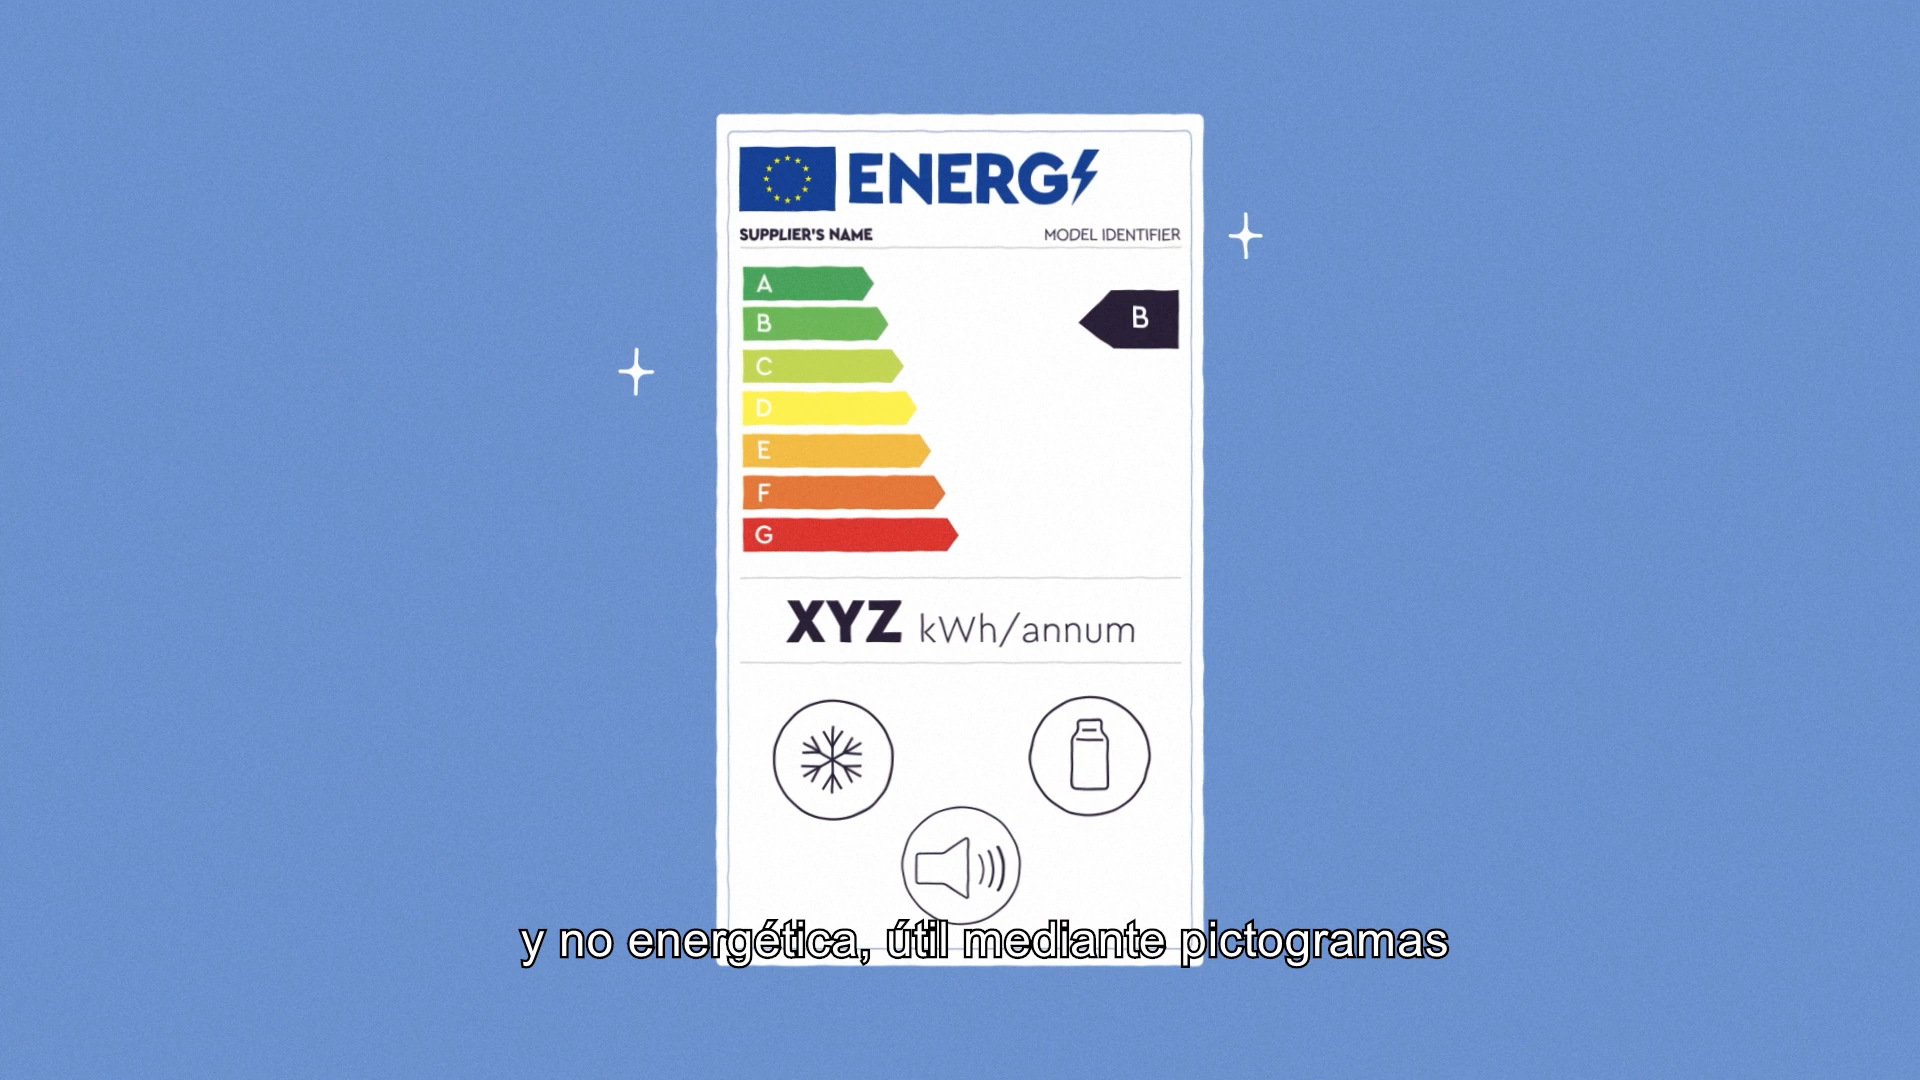 ENERG
SUPPLIER'S NAME
MODEL IDENTIFIER
A
B
B
C
D
E
F
G
XYZ kWh/annum
y no energética, útil mediante pictogramas